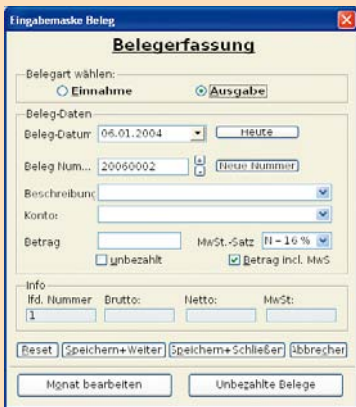 Eingabemaske Beleg
Belegerfassung
Belegart wählen:
Einnahme Ausgabe
Beleg-Daten
Beleg-Datum 06.01.2004 Heute
Beleg Num... 20060002 Neue Nummer
Beschreibung
Konto:
Betrag MwSt.-Satz N - 16 %
unbezahlt Betrag incl. MwS
Info
lfd. Nummer Brutto: Netto: MwSt:
1
Reset Speichern+Weiter Speichern+Schließen Abbrechen
Monat bearbeiten Unbezahlte Belege